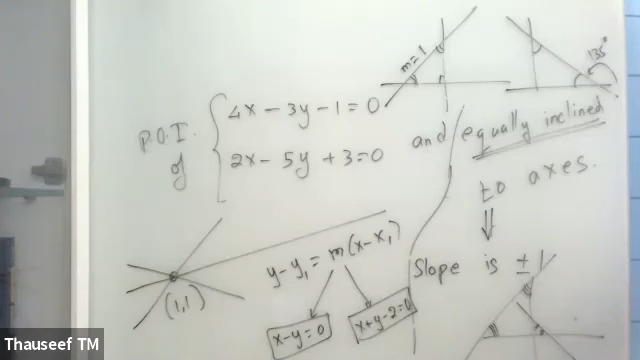 m=1
135°
P.O.I. of
4x - 3y - 1 = 0
2x - 5y + 3 = 0
and equally inclined
to axes.
⇓
Slope is ± 1
(1,1)
y - y₁ = m(x - x₁)
x - y = 0
x + y - 2 = 0
Thauseef TM